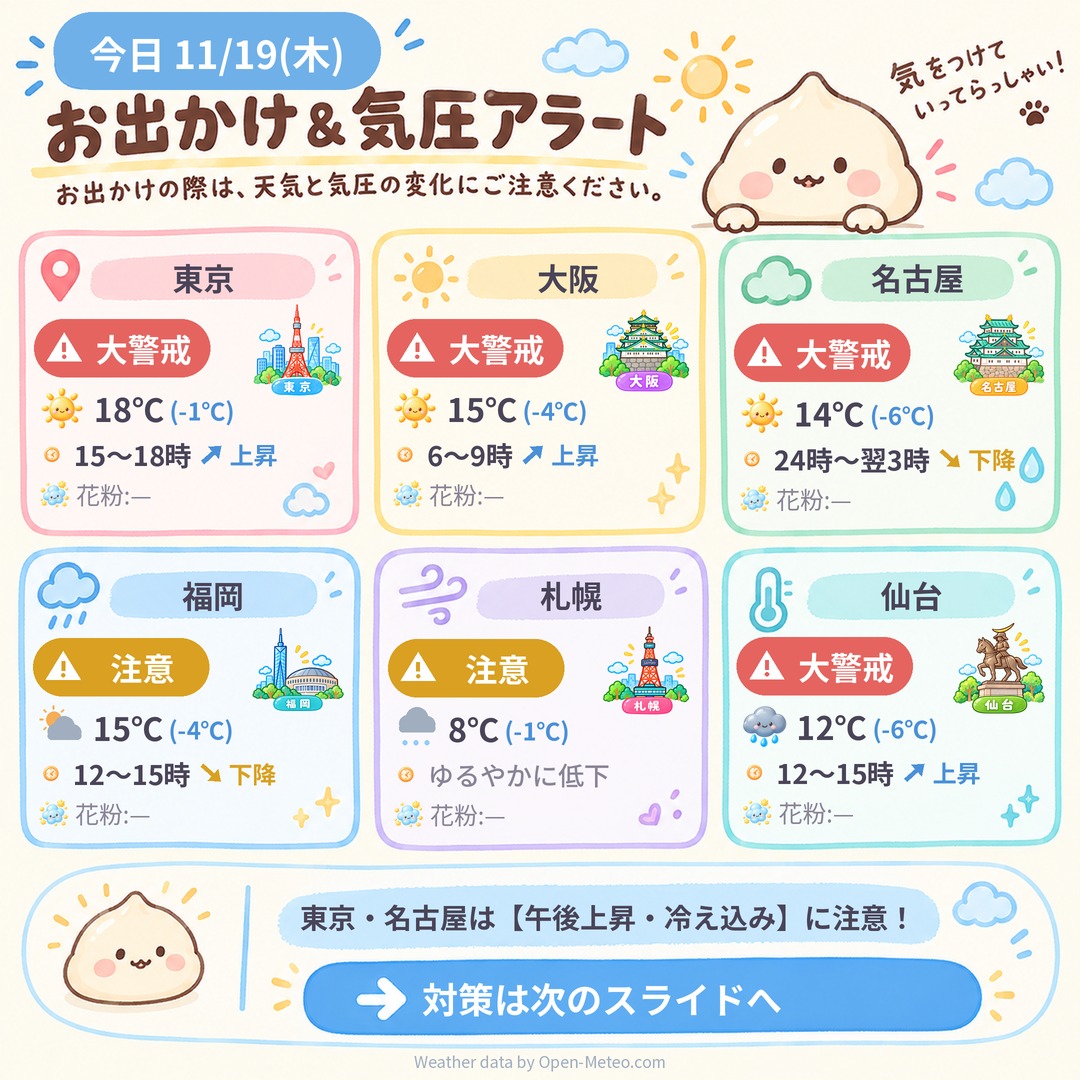 今日 11/19(木)
お出かけ&気圧アラート
お出かけの際は、天気と気圧の変化にご注意ください。
気をつけて
いってらっしゃい!
東京
大警戒
東京
18℃ (-1℃)
15〜18時 ↗ 上昇
花粉:—
大阪
大警戒
大阪
15℃ (-4℃)
6〜9時 ↗ 上昇
花粉:—
名古屋
大警戒
名古屋
14℃ (-6℃)
24時〜翌3時 ↘ 下降
花粉:—
福岡
注意
福岡
15℃ (-4℃)
12〜15時 ↘ 下降
花粉:—
札幌
注意
札幌
8℃ (-1℃)
ゆるやかに低下
花粉:—
仙台
大警戒
仙台
12℃ (-6℃)
12〜15時 ↗ 上昇
花粉:—
東京・名古屋は【午後上昇・冷え込み】に注意！
→ 対策は次のスライドへ
Weather data by Open-Meteo.com